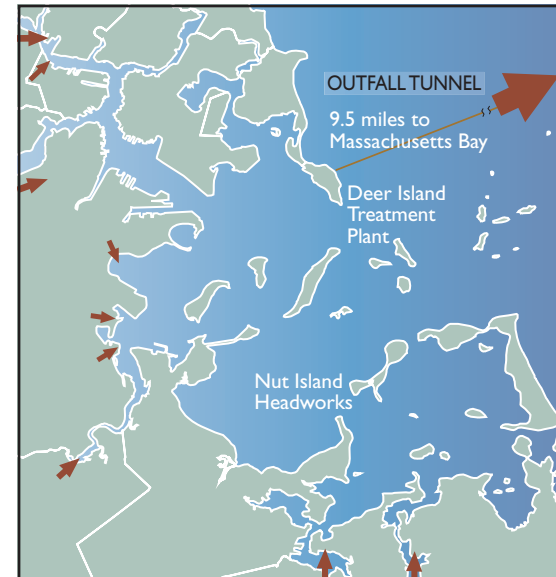 OUTFALL TUNNEL
9.5 miles to
Massachusetts Bay
Deer Island
Treatment
Plant
Nut Island
Headworks